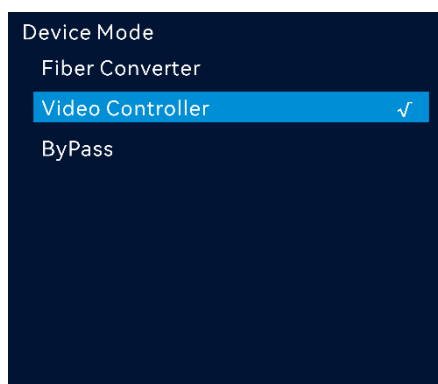 Device Mode
Fiber Converter
Video Controller √
ByPass